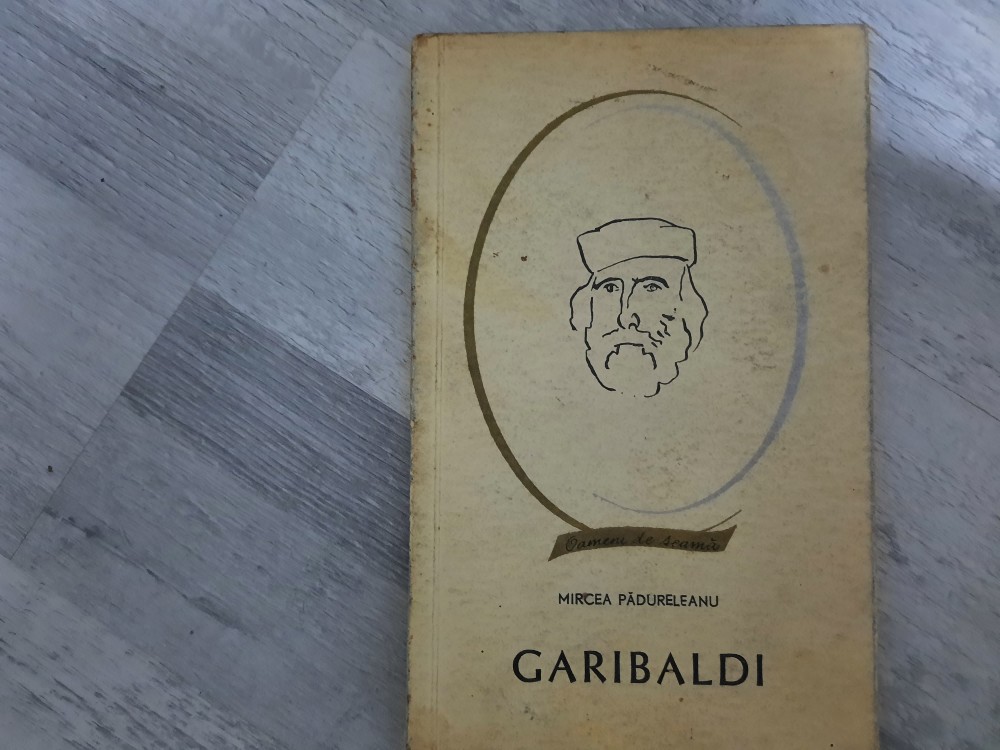 Oameni de seamă
MIRCEA PĂDURELEANU
GARIBALDI